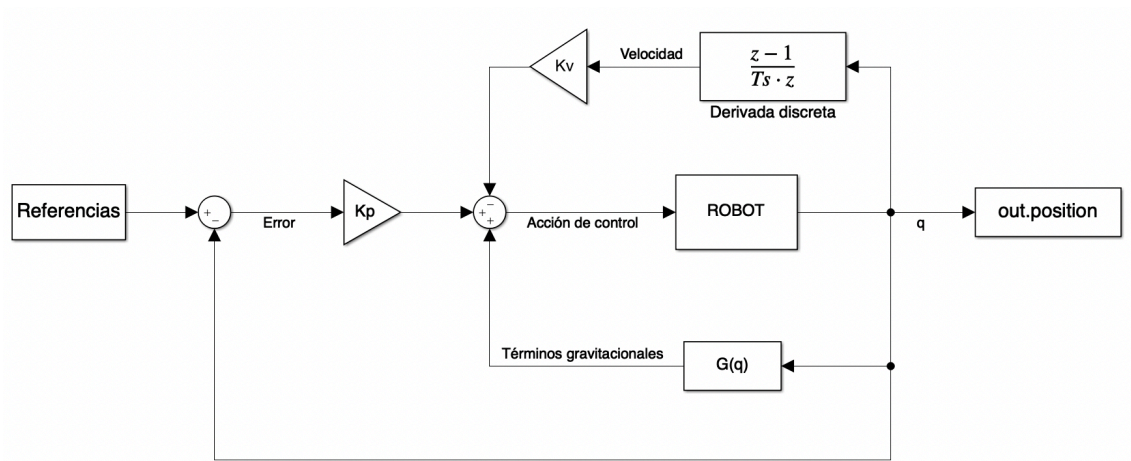 Kv
Velocidad
z − 1
Ts · z
Derivada discreta
Referencias
+
−
Error
Kp
−
+
+
Acción de control
ROBOT
q
out.position
Términos gravitacionales
G(q)